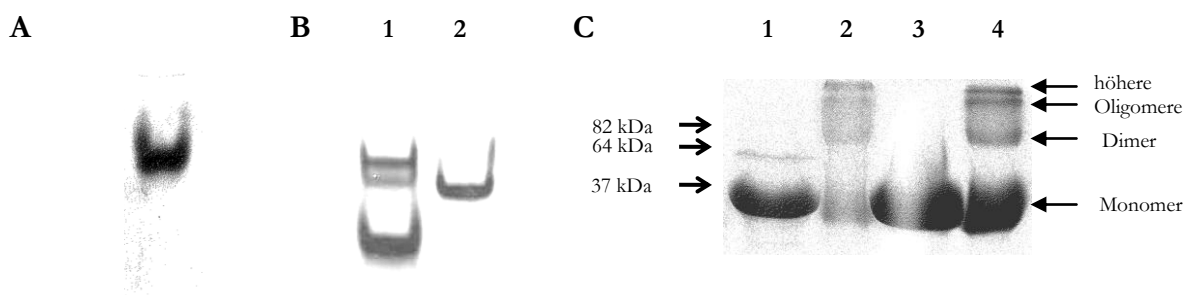 A B 1 2 C 1 2 3 4
höhere
Oligomere
82 kDa
Dimer
64 kDa
37 kDa
Monomer